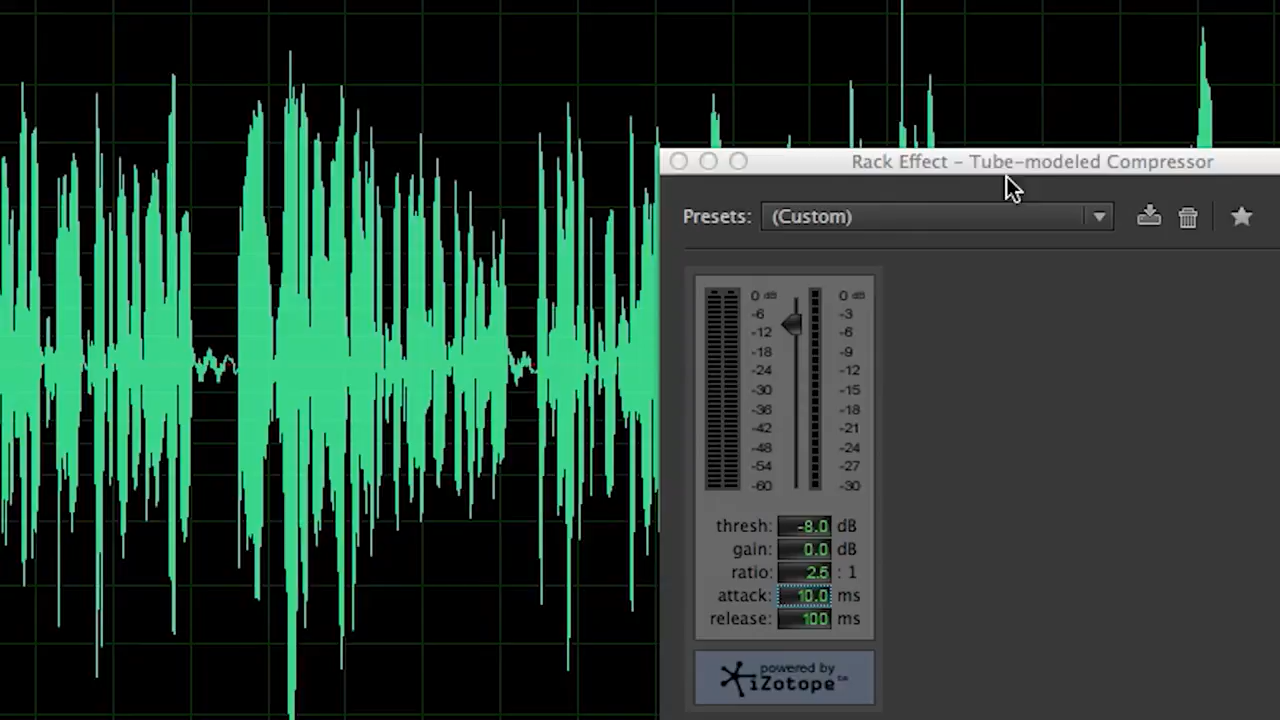 Rack Effect – Tube-modeled Compressor
Presets: (Custom)
0 dB 0 dB
-6 -3
-12 -6
-18 -9
-24 -12
-30 -15
-36 -18
-42 -21
-48 -24
-54 -27
-60 -30
thresh: -8.0 dB
gain: 0.0 dB
ratio: 2.5 : 1
attack: 10.0 ms
release: 100 ms
powered by
iZotope™